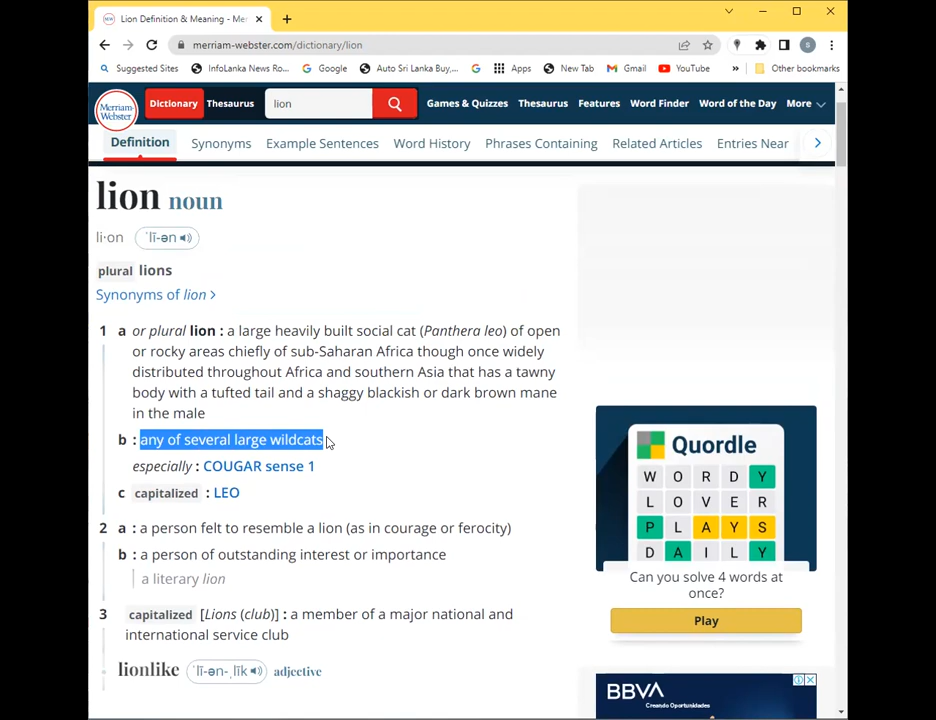 Lion Definition & Meaning - Mer
merriam-webster.com/dictionary/lion
S
Suggested Sites InfoLanka News Ro... Google Auto Sri Lanka Buy,... Apps New Tab Gmail YouTube » Other bookmarks
Merriam-
Webster
Dictionary Thesaurus lion Games & Quizzes Thesaurus Features Word Finder Word of the Day More
Definition Synonyms Example Sentences Word History Phrases Containing Related Articles Entries Near
lion noun
li·on ˈlī-ən
plural lions
Synonyms of lion >
1 a or plural lion : a large heavily built social cat (Panthera leo) of open
or rocky areas chiefly of sub-Saharan Africa though once widely
distributed throughout Africa and southern Asia that has a tawny
body with a tufted tail and a shaggy blackish or dark brown mane
in the male
b : any of several large wildcats
especially : COUGAR sense 1
c capitalized : LEO
2 a : a person felt to resemble a lion (as in courage or ferocity)
b : a person of outstanding interest or importance
a literary lion
3 capitalized [Lions (club)] : a member of a major national and
international service club
lionlike ˈlī-ən-ˌlīk adjective
Quordle
W O R D Y
L O V E R
P L A Y S
D A I L Y
Can you solve 4 words at
once?
Play
BBVA
Creando Oportunidades